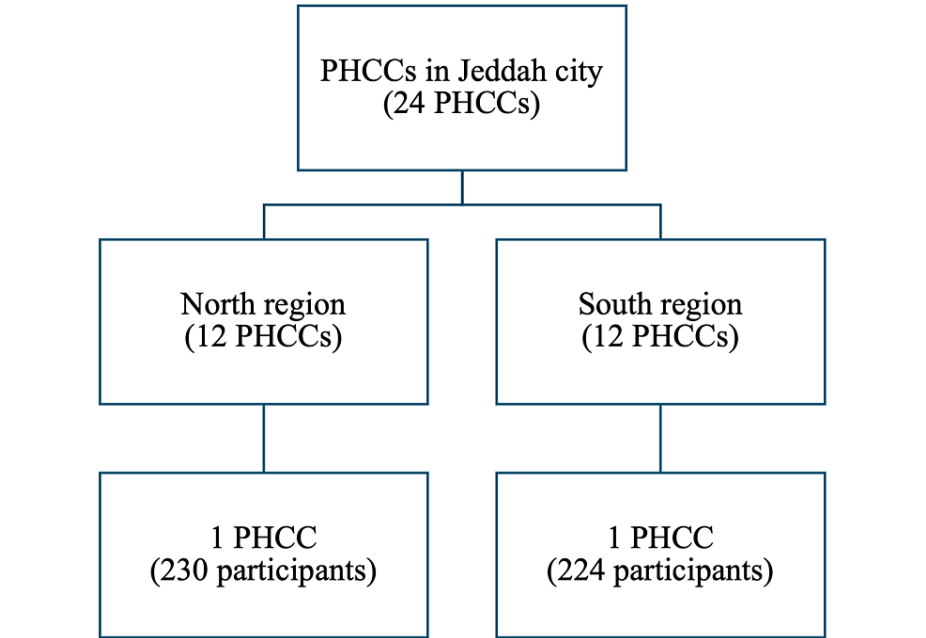 PHCCs in Jeddah city
(24 PHCCs)
North region
(12 PHCCs)
South region
(12 PHCCs)
1 PHCC
(230 participants)
1 PHCC
(224 participants)